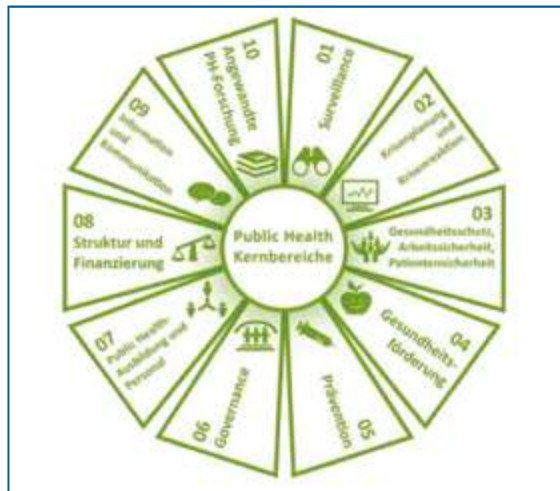 Public Health
Kernbereiche
01
Surveillance
02
Krisenplanung
und
Krisenreaktion
03
Gesundheitsschutz,
Arbeitssicherheit,
Patientensicherheit
04
Gesundheits-
förderung
05
Prävention
06
Governance
07
Public Health-
Ausbildung und
Personal
08
Struktur und
Finanzierung
09
Information
und
Kommunikation
10
Angewandte
PH-Forschung